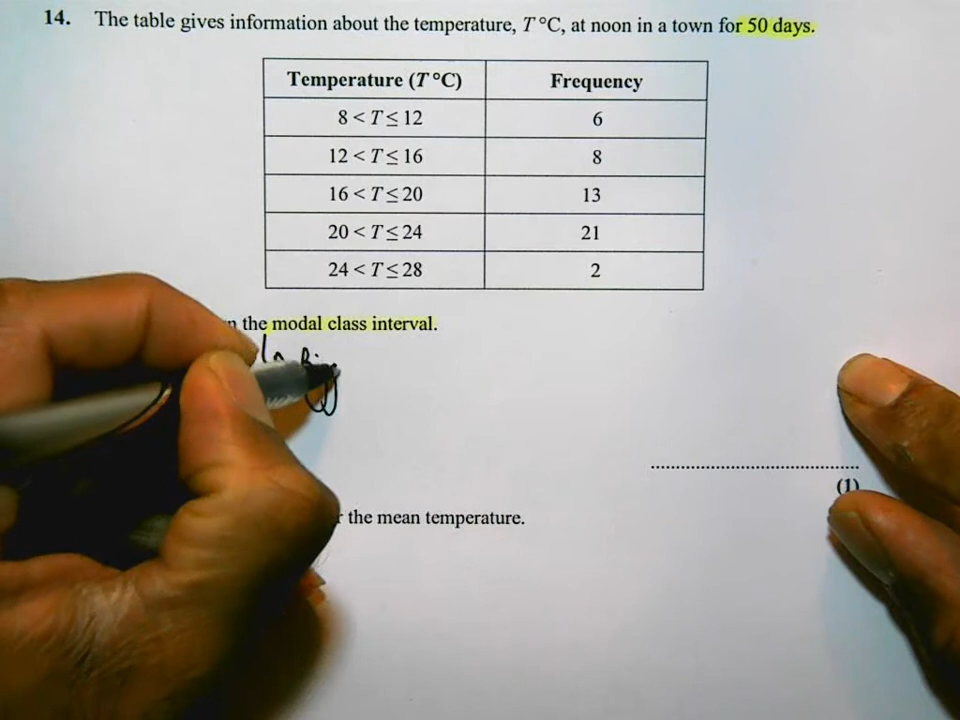 14. The table gives information about the temperature, T °C, at noon in a town for 50 days.
Temperature (T °C) Frequency
8 < T ≤ 12 6
12 < T ≤ 16 8
16 < T ≤ 20 13
20 < T ≤ 24 21
24 < T ≤ 28 2
the modal class interval.
(1)
the mean temperature.